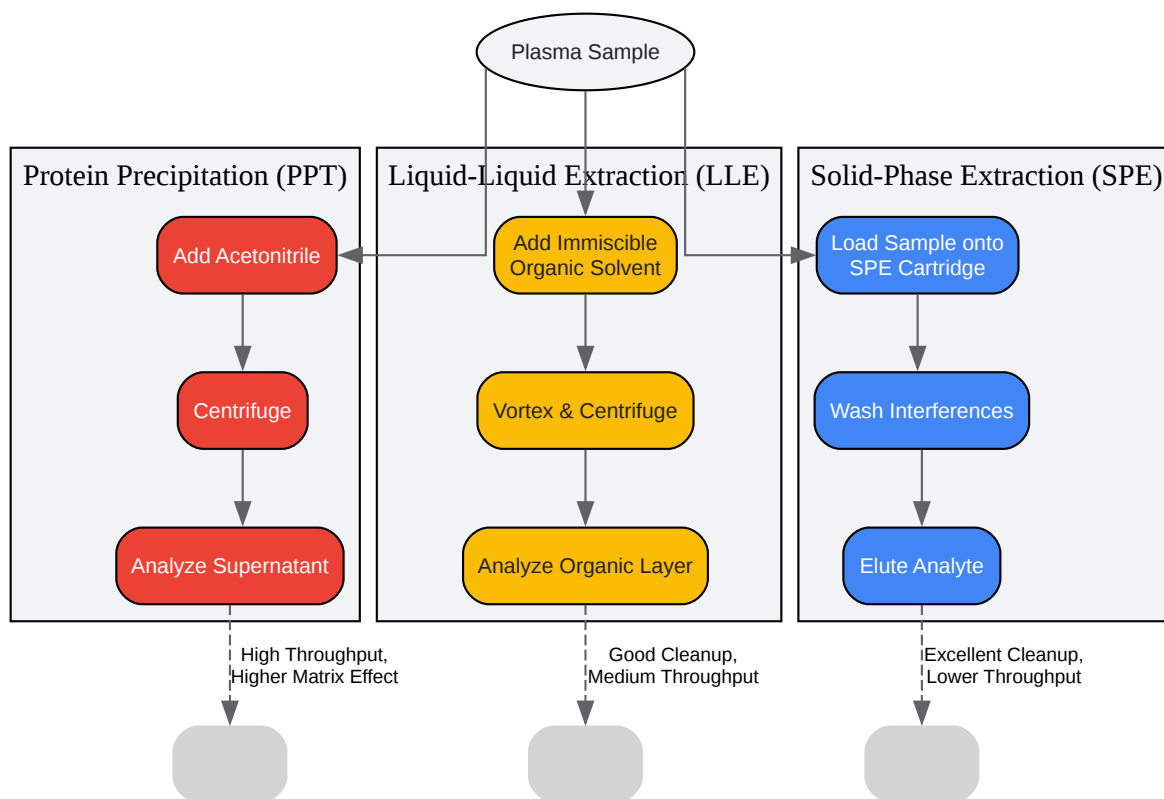 Plasma Sample
Protein Precipitation (PPT)
Add Acetonitrile
Centrifuge
Analyze Supernatant
High Throughput,
Higher Matrix Effect
Liquid-Liquid Extraction (LLE)
Add Immiscible
Organic Solvent
Vortex & Centrifuge
Analyze Organic Layer
Good Cleanup,
Medium Throughput
Solid-Phase Extraction (SPE)
Load Sample onto
SPE Cartridge
Wash Interferences
Elute Analyte
Excellent Cleanup,
Lower Throughput